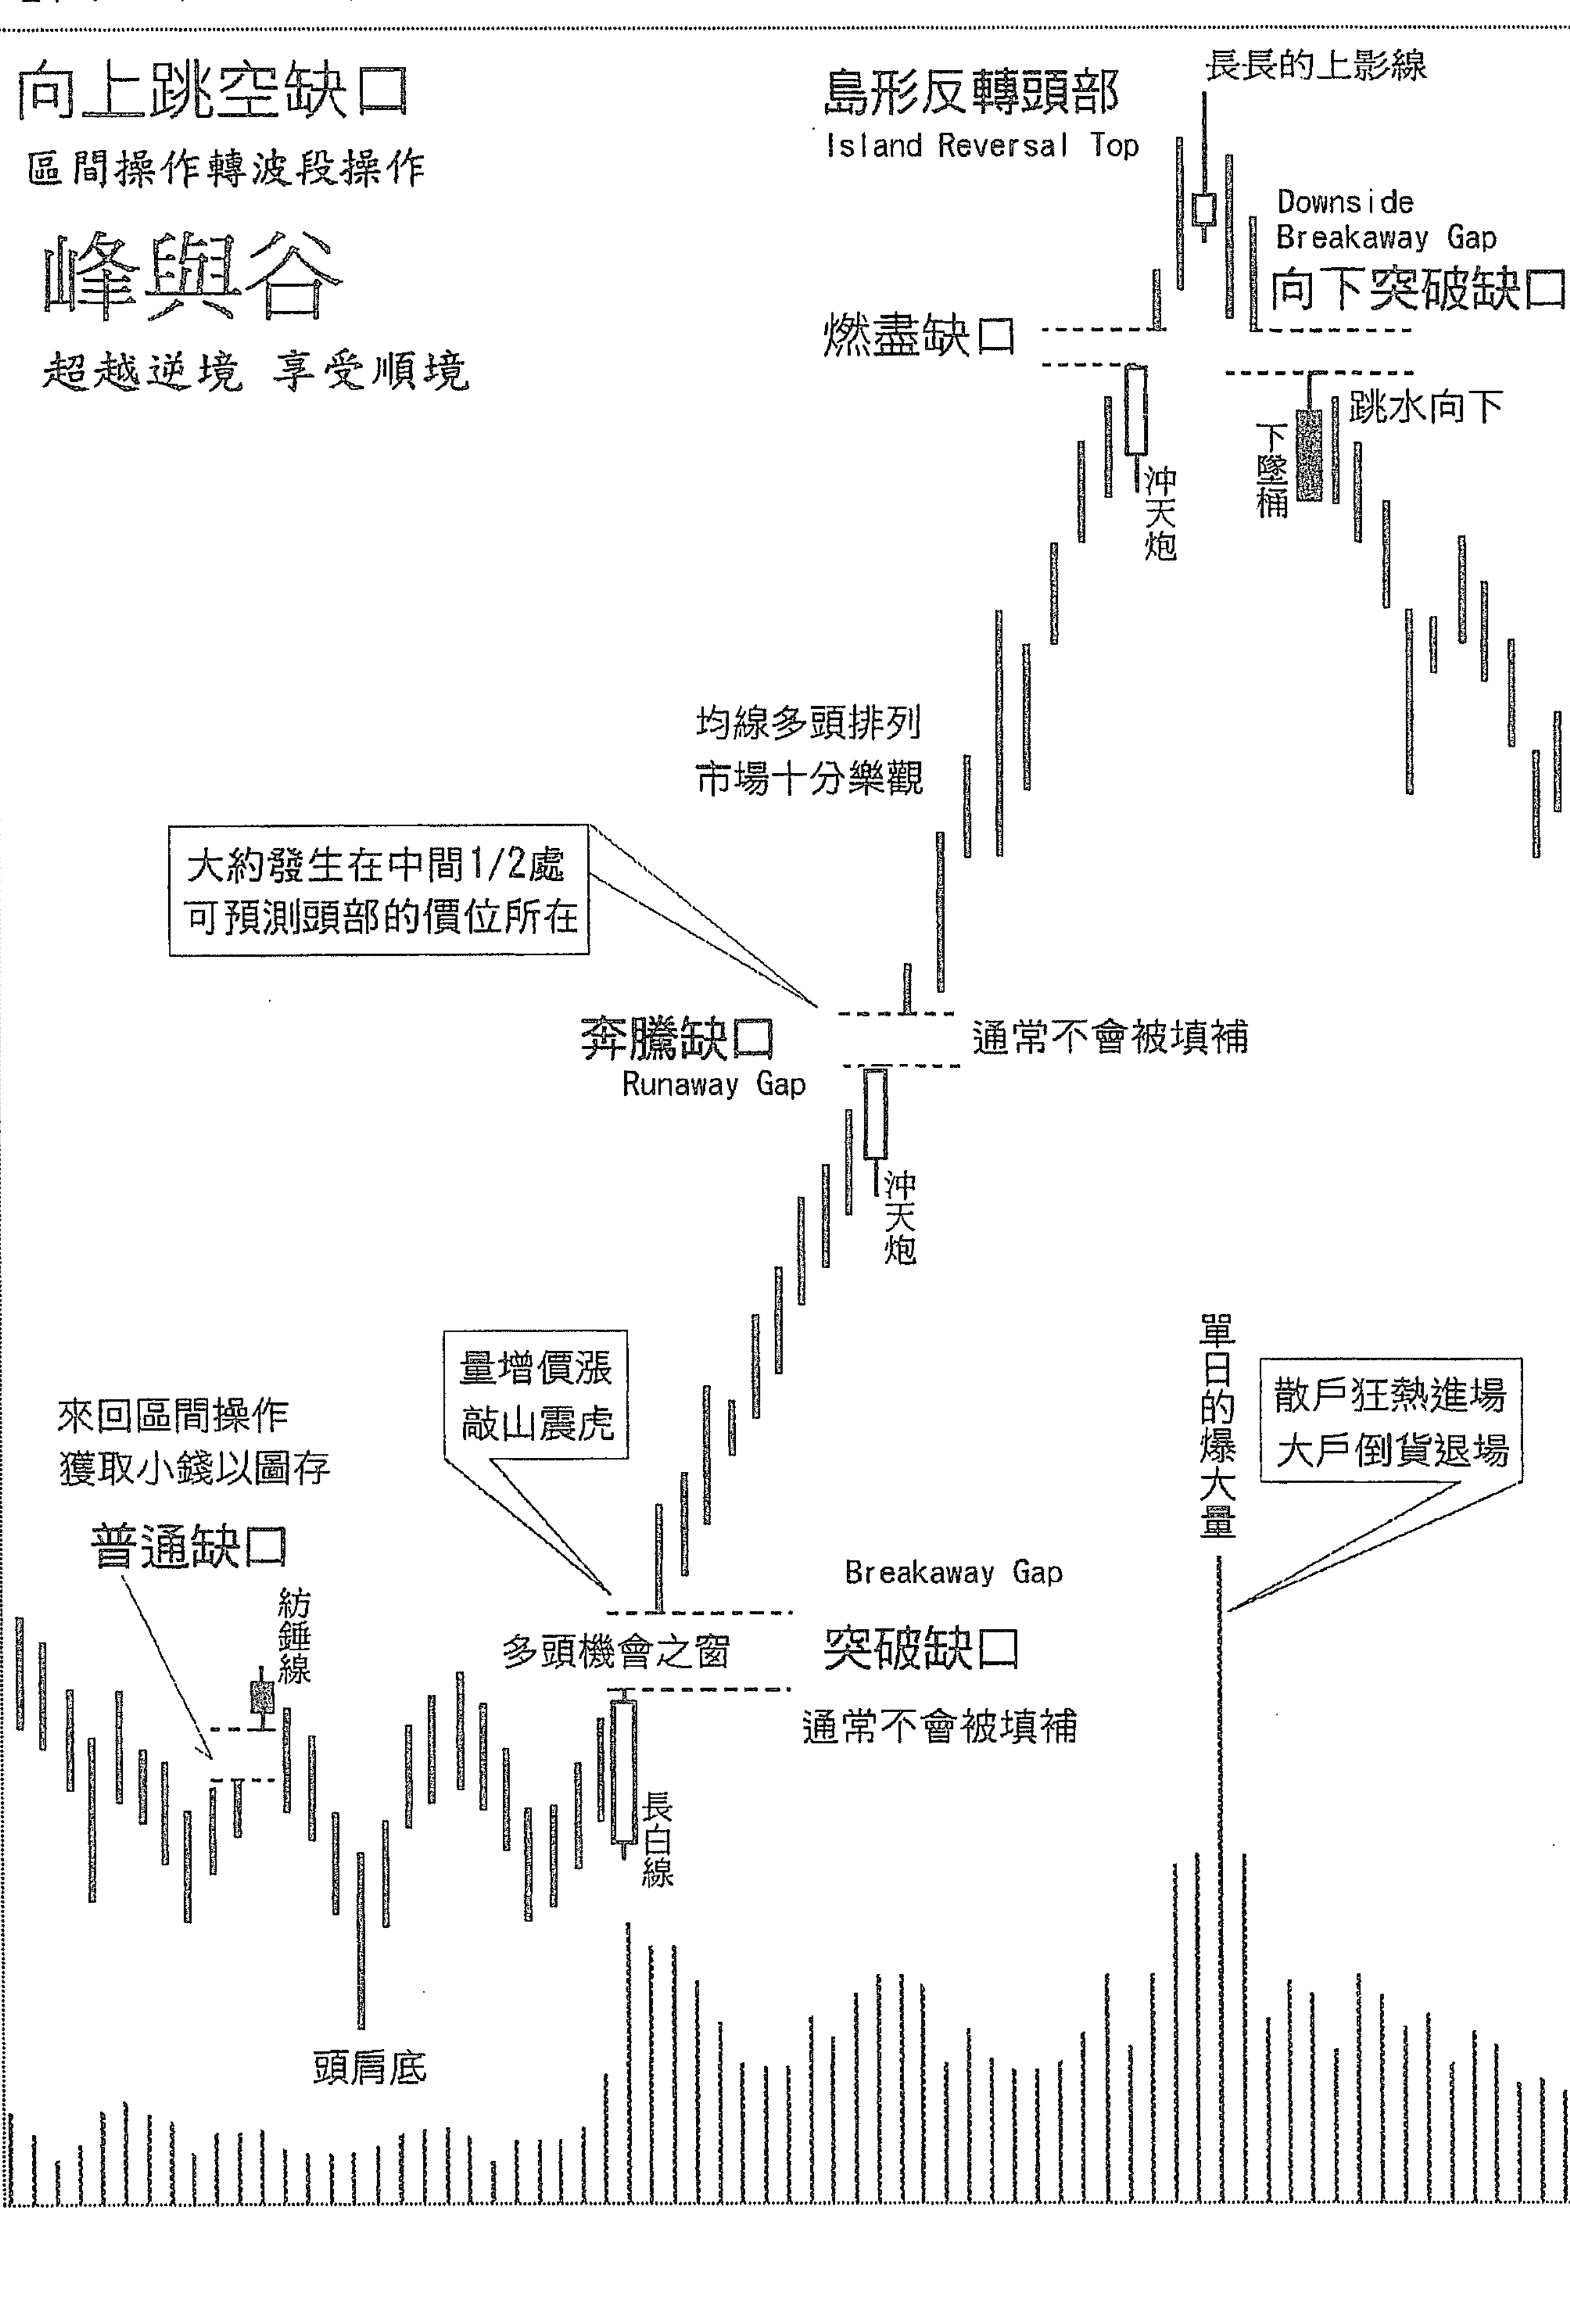 向上跳空缺口
區間操作轉波段操作
峰與谷
超越逆境 享受順境
島形反轉頭部
Island Reversal Top
長長的上影線
Downside
Breakaway Gap
向下突破缺口
燃盡缺口
跳水向下
下墜桶
沖天炮
均線多頭排列
市場十分樂觀
大約發生在中間1/2處
可預測頭部的價位所在
奔騰缺口
Runaway Gap
通常不會被填補
沖天炮
量增價漲
敲山震虎
來回區間操作
獲取小錢以圖存
普通缺口
紡錘線
單日的爆大量
散戶狂熱進場
大戶倒貨退場
Breakaway Gap
多頭機會之窗
突破缺口
通常不會被填補
長白線
頭肩底